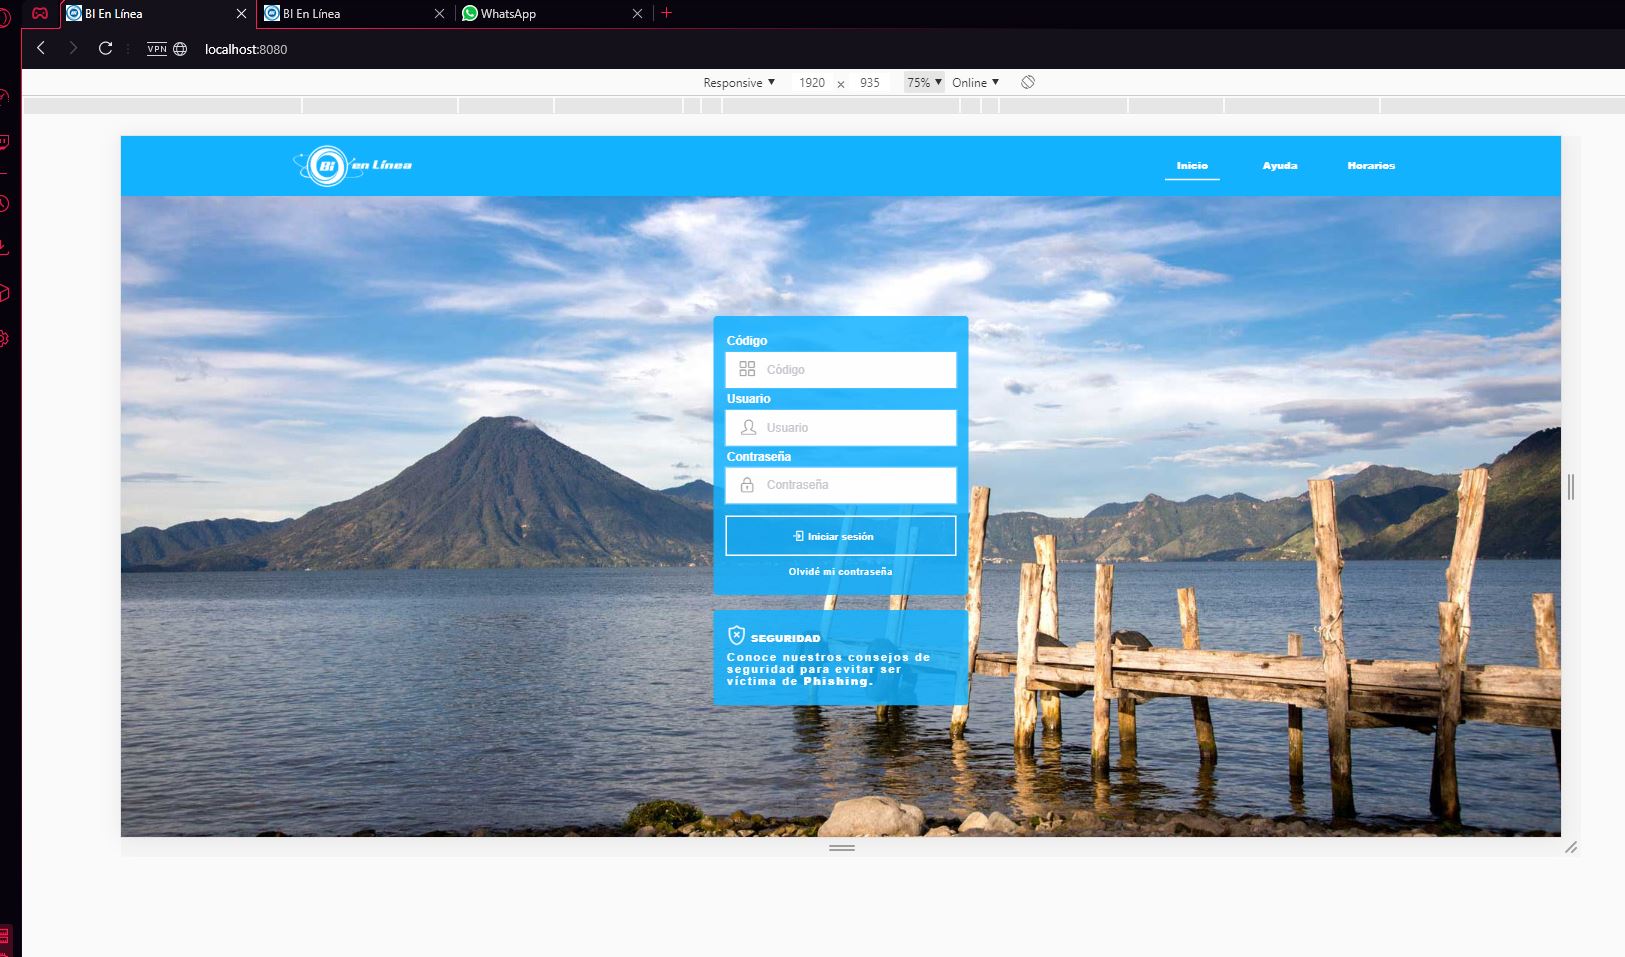 BI En Línea
BI En Línea
WhatsApp
VPN
localhost:8080
Responsive
1920 x 935
75%
Online
Bi en Línea
Inicio
Ayuda
Horarios
Código
Código
Usuario
Usuario
Contraseña
Contraseña
Iniciar sesión
Olvidé mi contraseña
SEGURIDAD
Conoce nuestros consejos de
seguridad para evitar ser
víctima de Phishing.